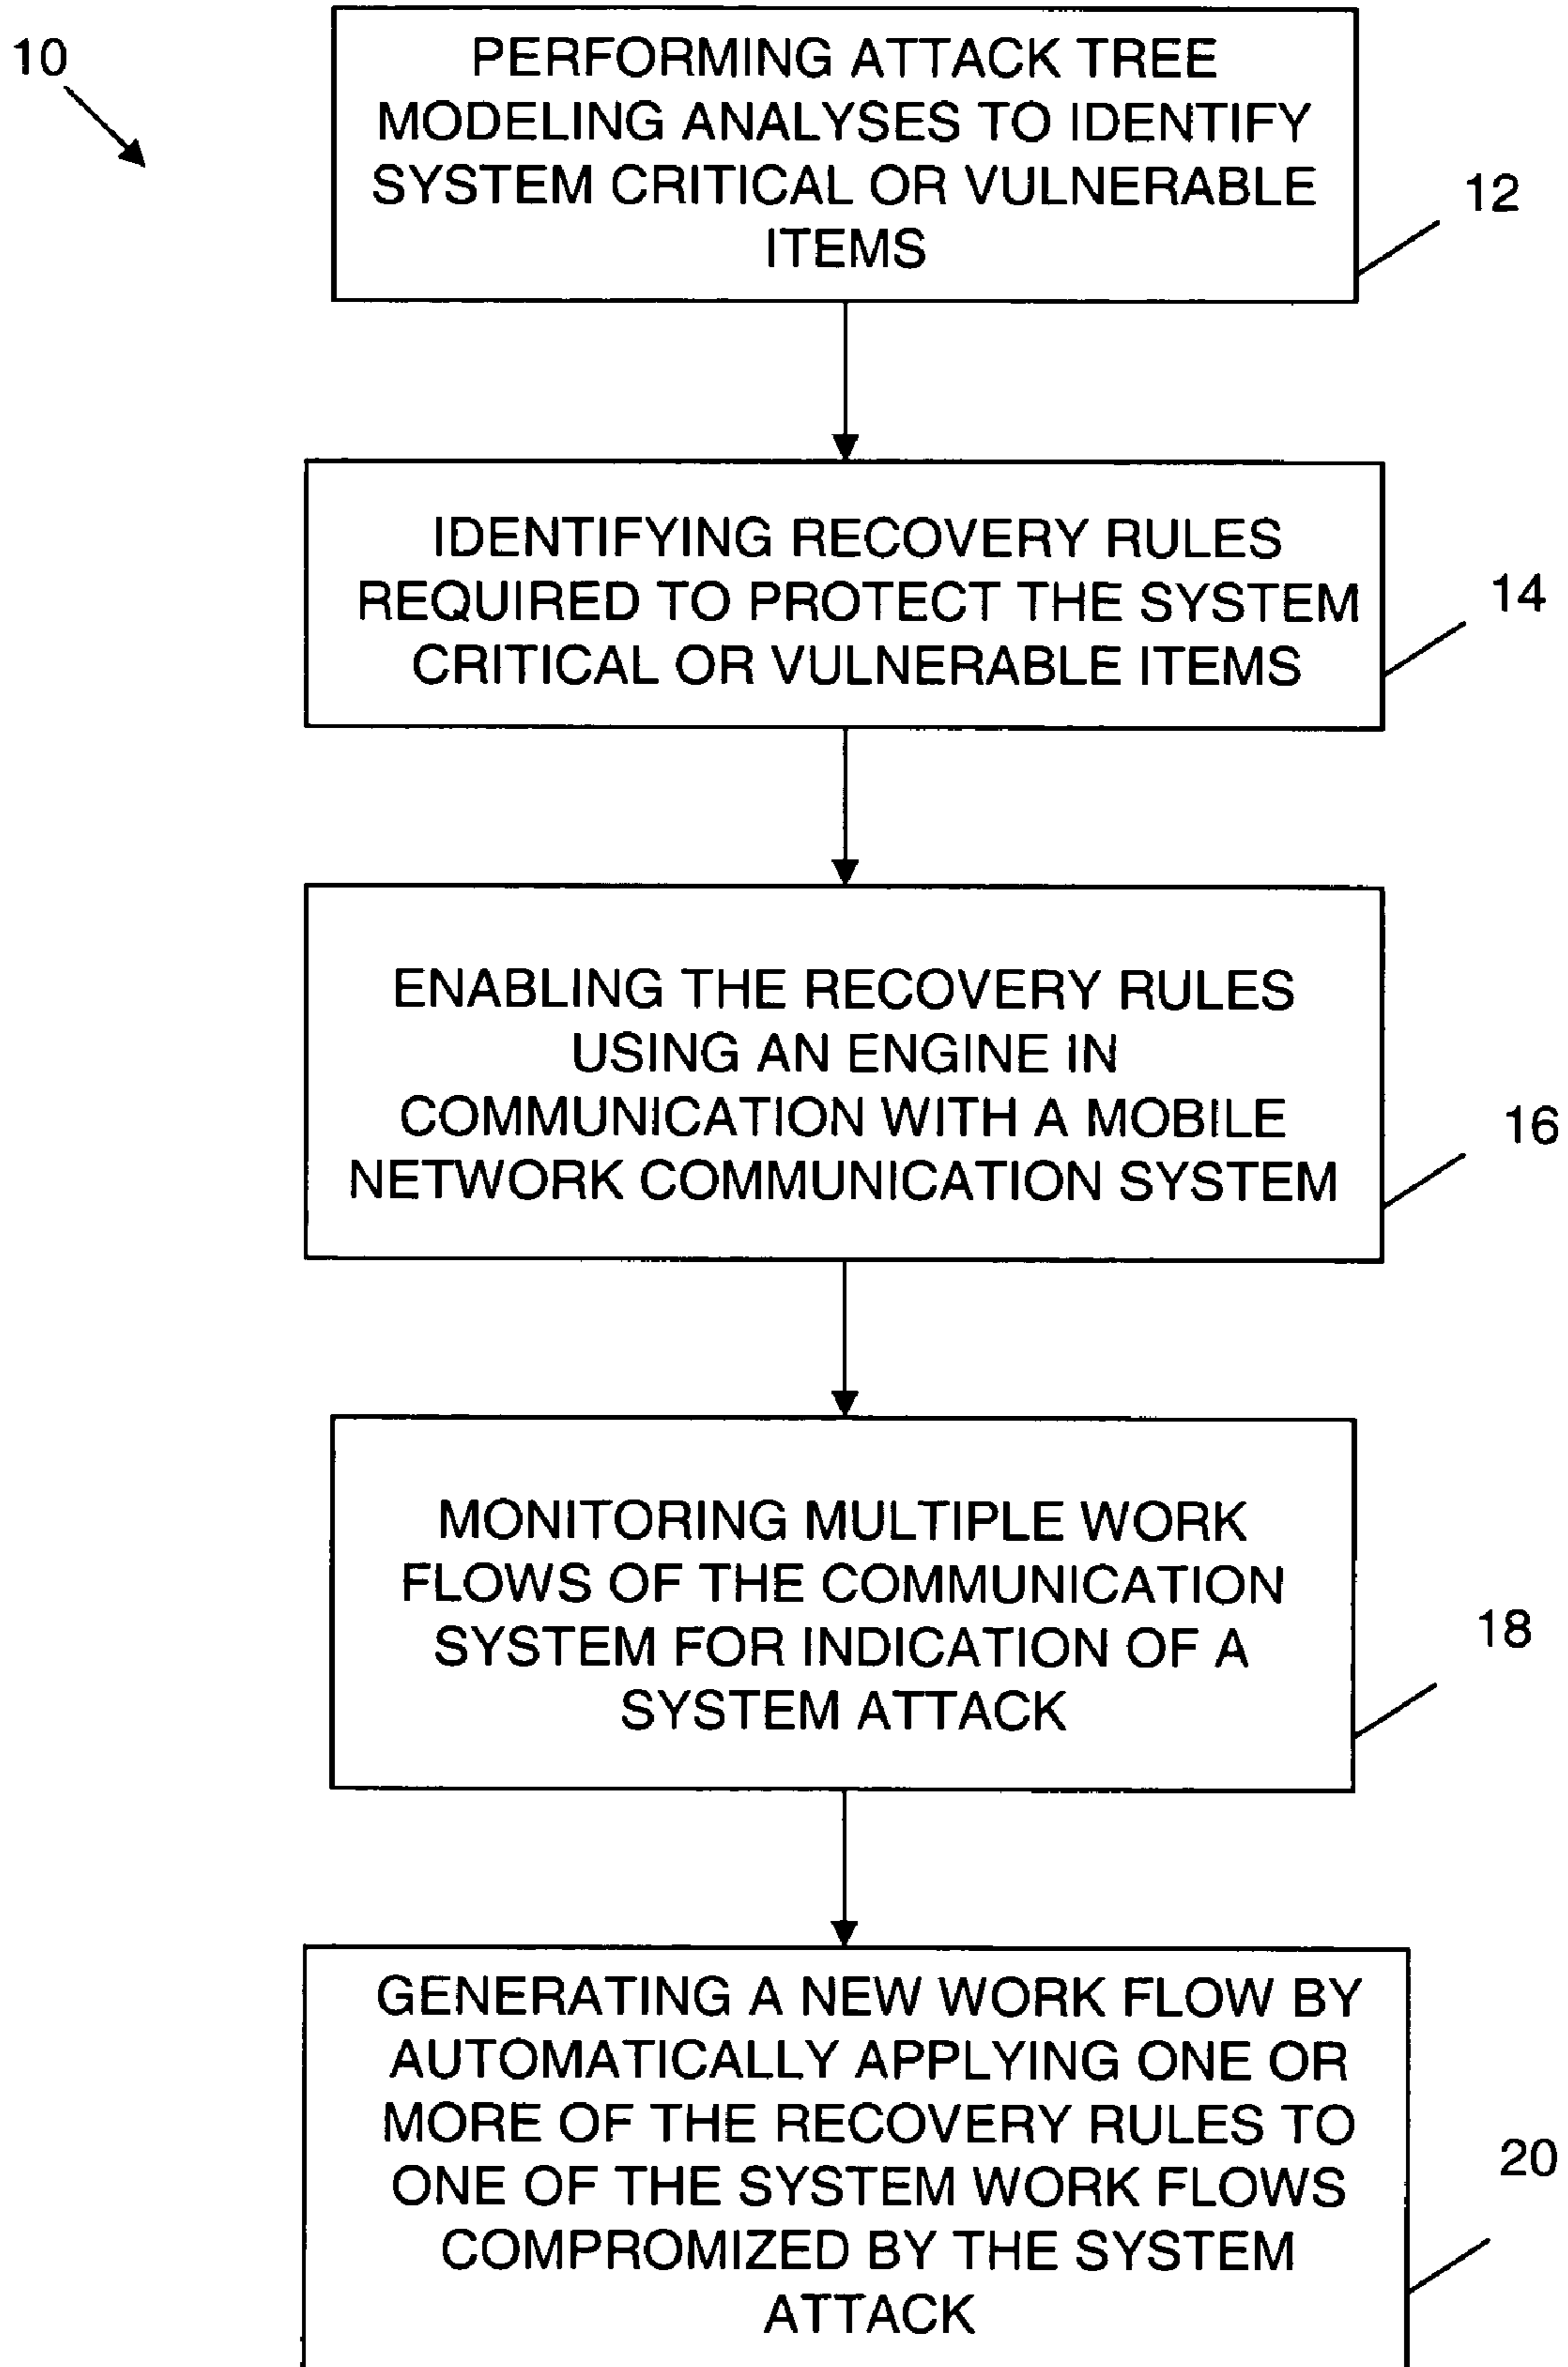 10
PERFORMING ATTACK TREE
MODELING ANALYSES TO IDENTIFY
SYSTEM CRITICAL OR VULNERABLE
ITEMS
12
IDENTIFYING RECOVERY RULES
REQUIRED TO PROTECT THE SYSTEM
CRITICAL OR VULNERABLE ITEMS
14
ENABLING THE RECOVERY RULES
USING AN ENGINE IN
COMMUNICATION WITH A MOBILE
NETWORK COMMUNICATION SYSTEM
16
MONITORING MULTIPLE WORK
FLOWS OF THE COMMUNICATION
SYSTEM FOR INDICATION OF A
SYSTEM ATTACK
18
GENERATING A NEW WORK FLOW BY
AUTOMATICALLY APPLYING ONE OR
MORE OF THE RECOVERY RULES TO
ONE OF THE SYSTEM WORK FLOWS
COMPROMIZED BY THE SYSTEM
ATTACK
20